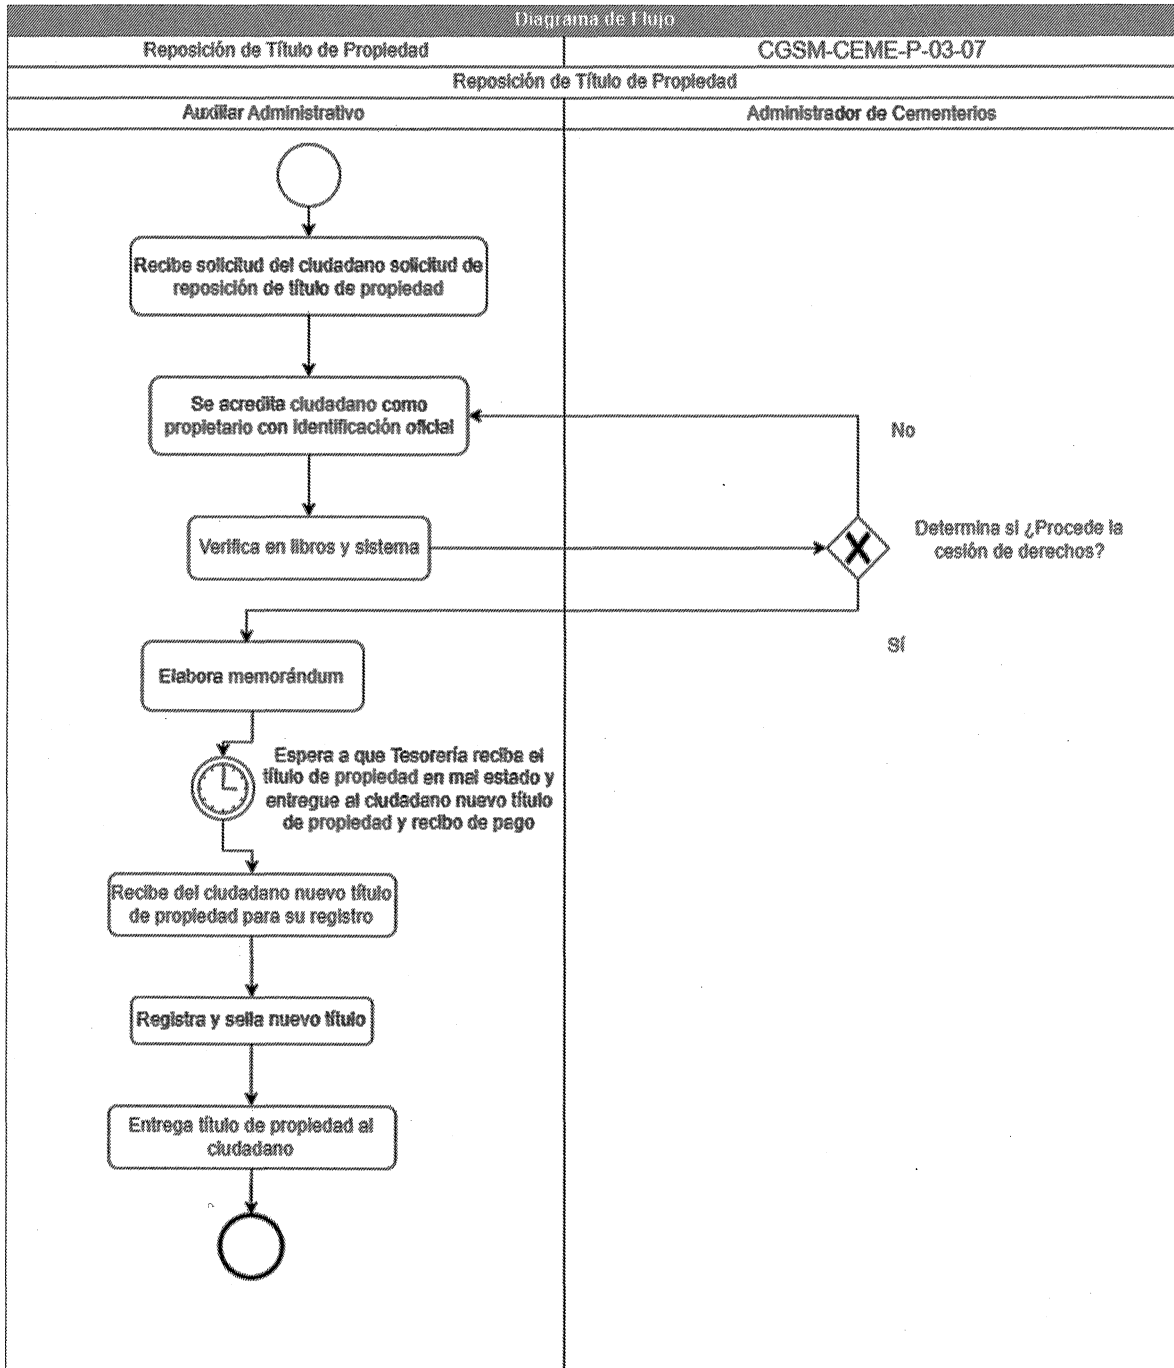 Diagrama de Flujo
Reposición de Título de Propiedad
CGSM-CEME-P-03-07
Reposición de Título de Propiedad
Auxiliar Administrativo
Administrador de Cementerios
Recibe solicitud del ciudadano solicitud de
reposición de título de propiedad
Se acredita ciudadano como
propietario con identificación oficial
No
Verifica en libros y sistema
Determina si ¿Procede la
cesión de derechos?
Sí
Elabora memorándum
Espera a que Tesorería reciba el
título de propiedad en mal estado y
entregue al ciudadano nuevo título
de propiedad y recibo de pago
Recibe del ciudadano nuevo título
de propiedad para su registro
Registra y sella nuevo título
Entrega título de propiedad al
ciudadano